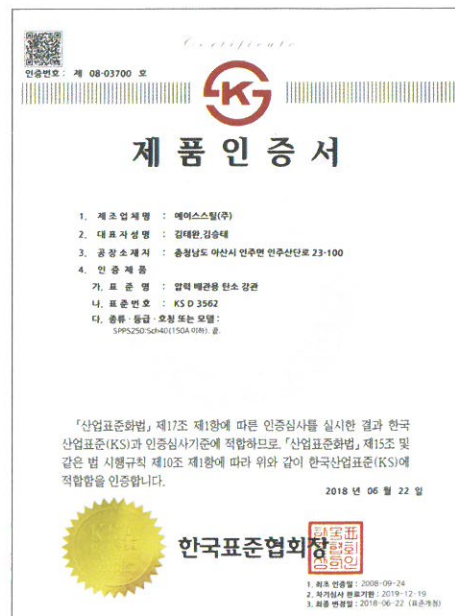 Certificate
인증번호 : 제 08-03700 호
KS
제품인증서
1. 제조업체명 : 에이스스틸(주)
2. 대표자성명 : 김태완,김승태
3. 공장소재지 : 충청남도 아산시 인주면 인주산단로 23-100
4. 인증제품
가. 표준명 : 압력 배관용 탄소 강관
나. 표준번호 : KS D 3562
다. 종류·등급·호칭 또는 모델 :
SPPS250:Sch40(150A 이하). 끝.
「산업표준화법」 제17조 제1항에 따른 인증심사를 실시한 결과 한국
산업표준(KS)과 인증심사기준에 적합하므로, 「산업표준화법」 제15조 및
같은 법 시행규칙 제10조 제1항에 따라 위와 같이 한국산업표준(KS)에
적합함을 인증합니다.
2018 년 06 월 22 일
한국표준협회장
1. 최초 인증일 : 2008-09-24
2. 차기심사 완료기한 : 2019-12-19
3. 최종 변경일 : 2018-06-22 (표준개정)